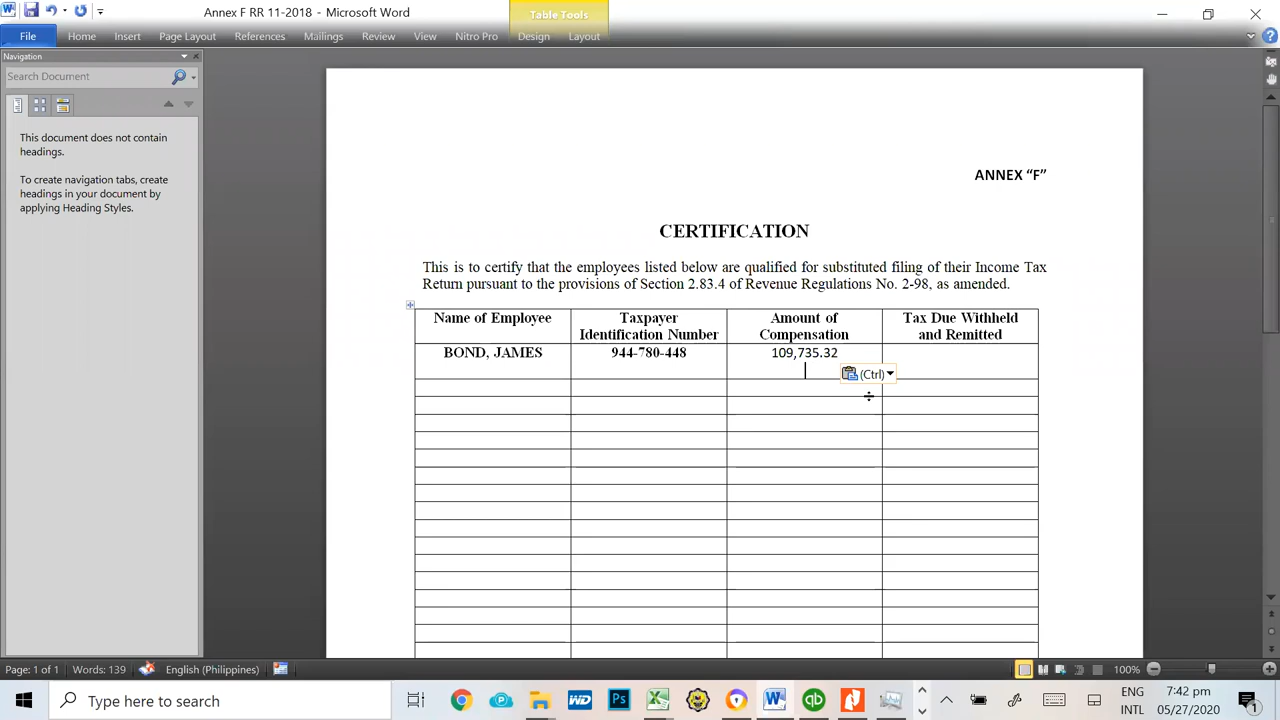 Annex F RR 11-2018 - Microsoft Word
Table Tools
File Home Insert Page Layout References Mailings Review View Nitro Pro Design Layout
Navigation
Search Document
This document does not contain
headings.
To create navigation tabs, create
headings in your document by
applying Heading Styles.
ANNEX “F”
CERTIFICATION
This is to certify that the employees listed below are qualified for substituted filing of their Income Tax
Return pursuant to the provisions of Section 2.83.4 of Revenue Regulations No. 2-98, as amended.
Name of Employee
Taxpayer
Identification Number
Amount of
Compensation
Tax Due Withheld
and Remitted
BOND, JAMES 944-780-448 109,735.32
(Ctrl)
Page: 1 of 1 Words: 139 English (Philippines) 100%
Type here to search
WD
Ps
qb
ENG
INTL
7:42 pm
05/27/2020
1